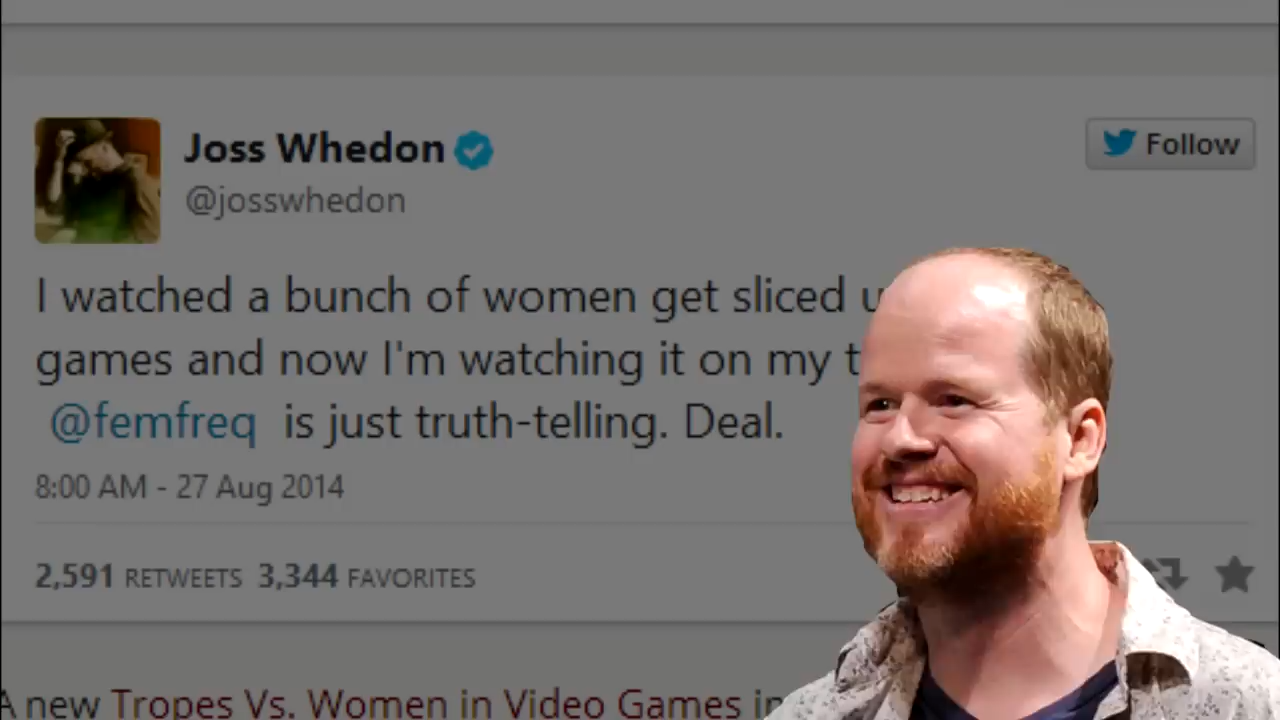 Joss Whedon
@josswhedon
Follow
I watched a bunch of women get sliced
games and now I'm watching it on my
@femfreq is just truth-telling. Deal.
8:00 AM - 27 Aug 2014
2,591 RETWEETS 3,344 FAVORITES
A new Tropes Vs. Women in Video Games in